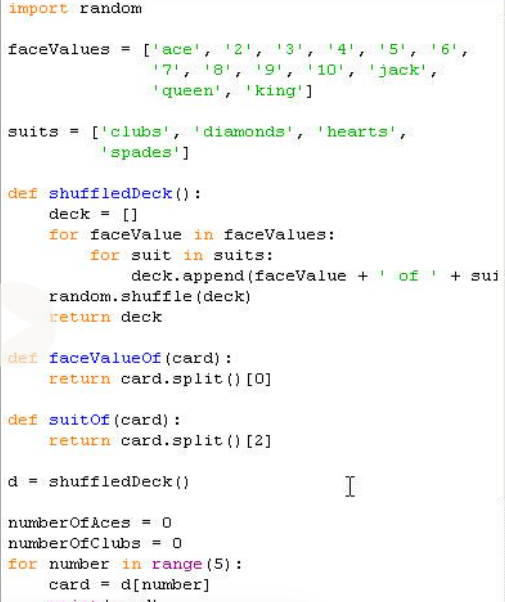 import random
faceValues = ['ace', '2', '3', '4', '5', '6',
'7', '8', '9', '10', 'jack',
'queen', 'king']
suits = ['clubs', 'diamonds', 'hearts',
'spades']
def shuffledDeck():
deck = []
for faceValue in faceValues:
for suit in suits:
deck.append(faceValue + ' of ' + sui
random.shuffle(deck)
return deck
def faceValueOf(card):
return card.split()[0]
def suitOf(card):
return card.split()[2]
d = shuffledDeck()
numberOfAces = 0
numberOfClubs = 0
for number in range(5):
card = d[number]